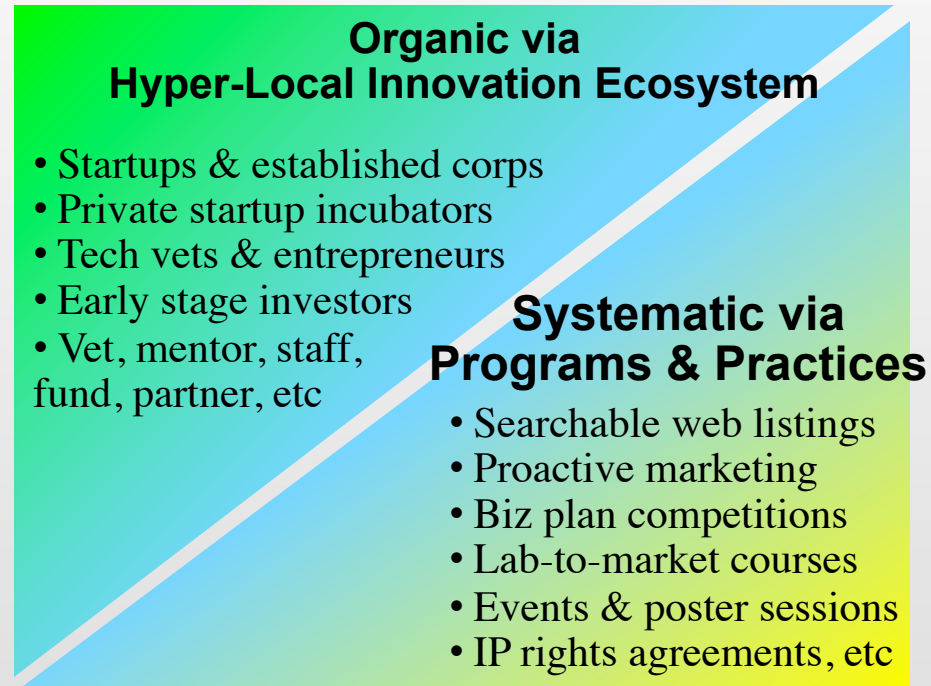 Organic via
Hyper-Local Innovation Ecosystem
• Startups & established corps
• Private startup incubators
• Tech vets & entrepreneurs
• Early stage investors
• Vet, mentor, staff,
fund, partner, etc
Systematic via
Programs & Practices
• Searchable web listings
• Proactive marketing
• Biz plan competitions
• Lab-to-market courses
• Events & poster sessions
• IP rights agreements, etc